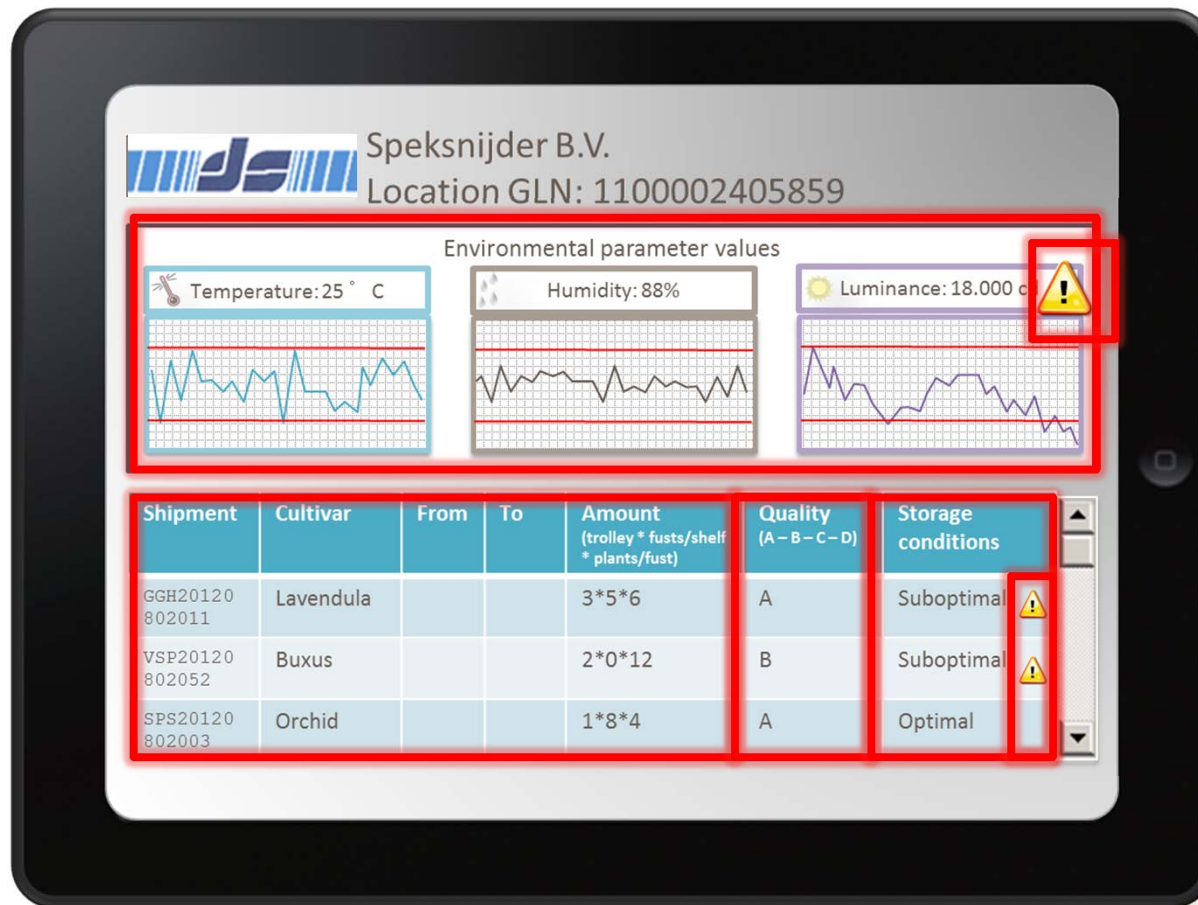 ds
Speksnijder B.V.
Location GLN: 1100002405859
Environmental parameter values
Temperature: 25 ° C
Humidity: 88%
Luminance: 18.000
Shipment Cultivar From To Amount Quality Storage
(trolley * fusts/shelf (A – B – C – D) conditions
* plants/fust)
GGH20120 Lavendula 3*5*6 A Suboptimal
802011
VSP20120 Buxus 2*0*12 B Suboptimal
802052
SPS20120 Orchid 1*8*4 A Optimal
802003